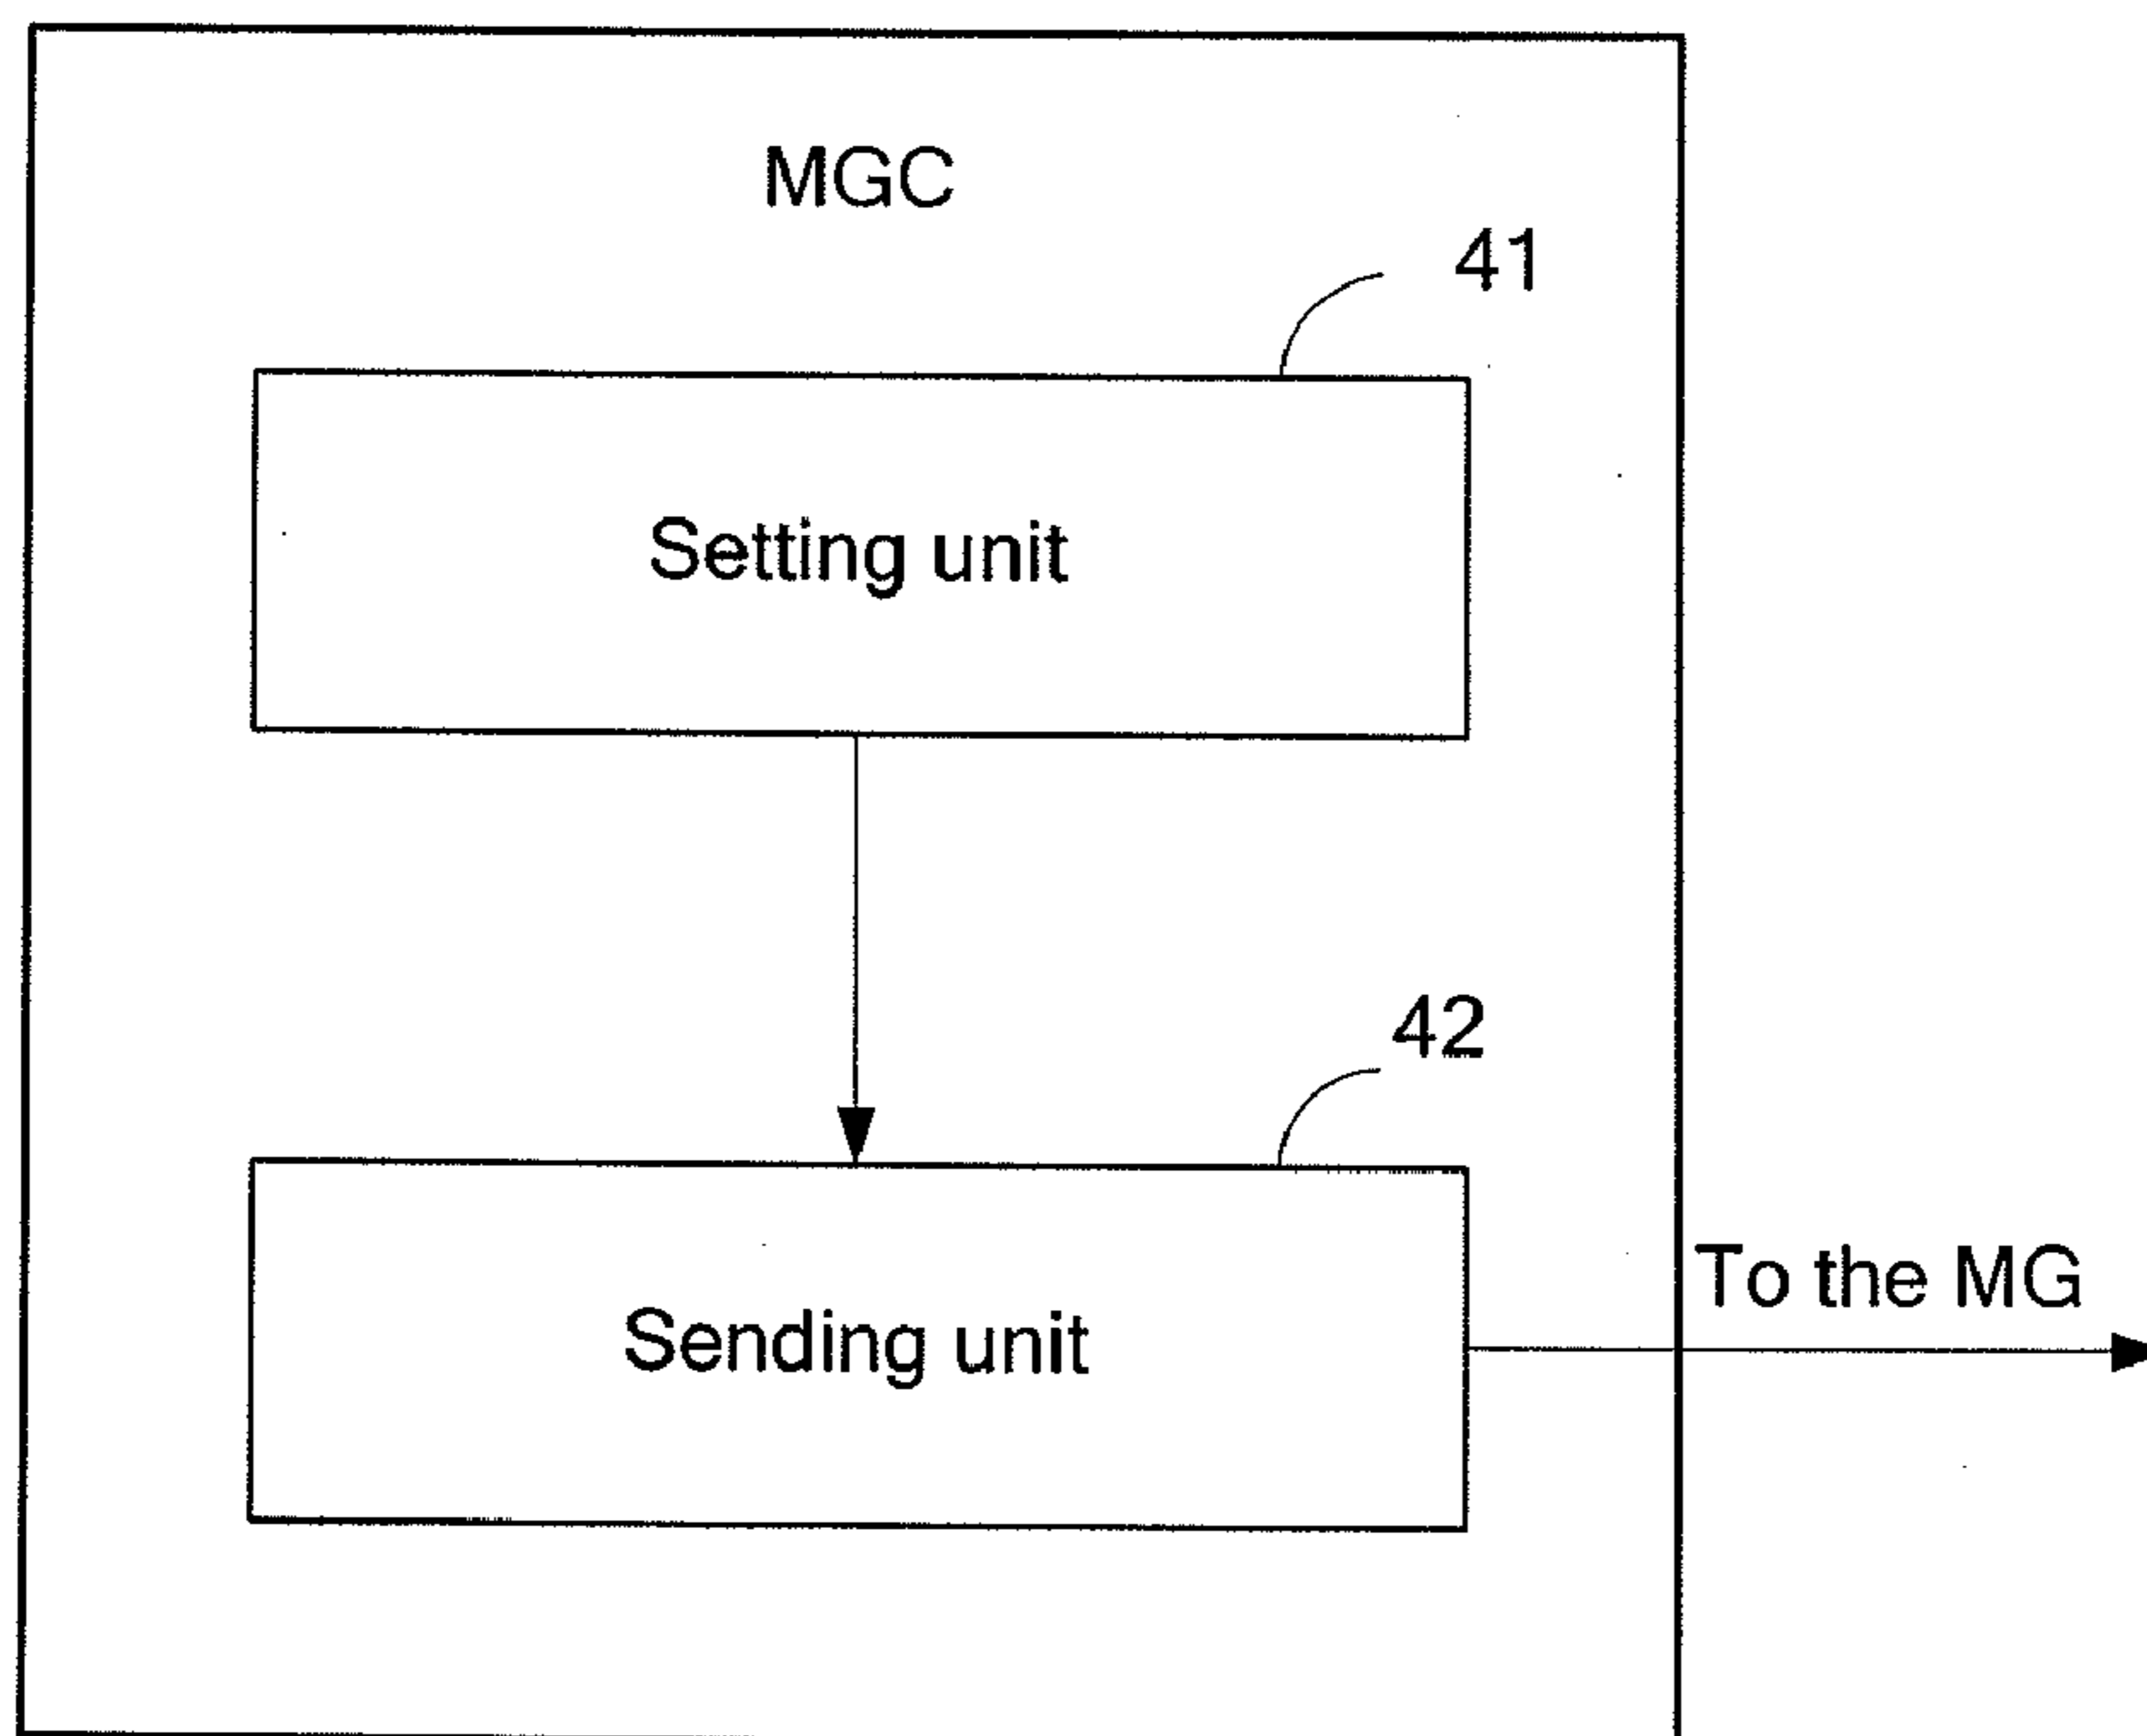 MGC
41
Setting unit
42
Sending unit
To the MG